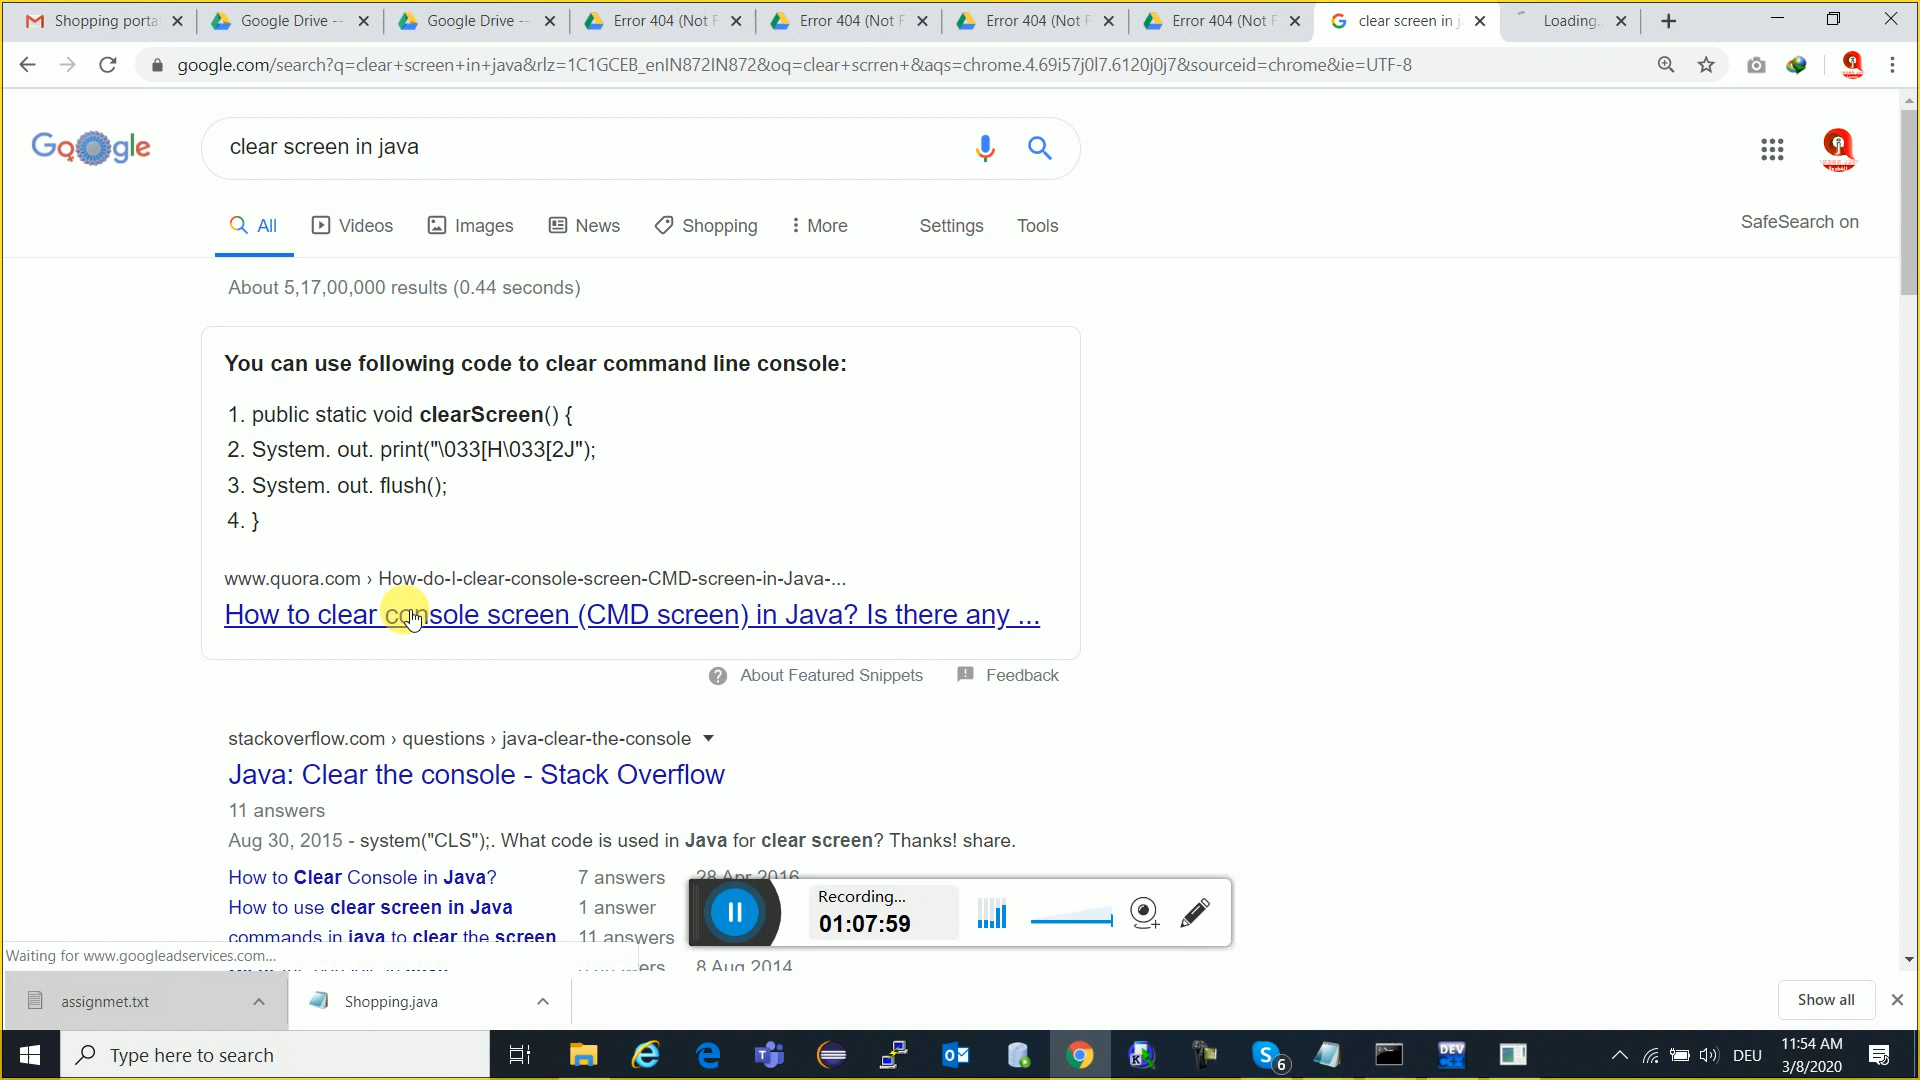 Shopping porta
Google Drive --
Google Drive --
Error 404 (Not F
Error 404 (Not F
Error 404 (Not F
Error 404 (Not F
clear screen in j
Loading.
google.com/search?q=clear+screen+in+java&rlz=1C1GCEB_enIN872IN872&oq=clear+scrren+&aqs=chrome.4.69i57j0l7.6120j0j7&sourceid=chrome&ie=UTF-8
Google
clear screen in java
All
Videos
Images
News
Shopping
More
Settings
Tools
SafeSearch on
About 5,17,00,000 results (0.44 seconds)
You can use following code to clear command line console:
1. public static void clearScreen() {
2. System. out. print("\033[H\033[2J");
3. System. out. flush();
4. }
www.quora.com › How-do-I-clear-console-screen-CMD-screen-in-Java-...
How to clear console screen (CMD screen) in Java? Is there any ...
About Featured Snippets
Feedback
stackoverflow.com › questions › java-clear-the-console
Java: Clear the console - Stack Overflow
11 answers
Aug 30, 2015 - system("CLS");. What code is used in Java for clear screen? Thanks! share.
How to Clear Console in Java? 7 answers 28 Apr 2016
How to use clear screen in Java 1 answer
commands in java to clear the screen 11 answers
8 Aug 2014
Recording...
01:07:59
Waiting for www.googleadservices.com...
assignmet.txt
Shopping.java
Show all
Type here to search
6
DEV
DEU
11:54 AM
3/8/2020